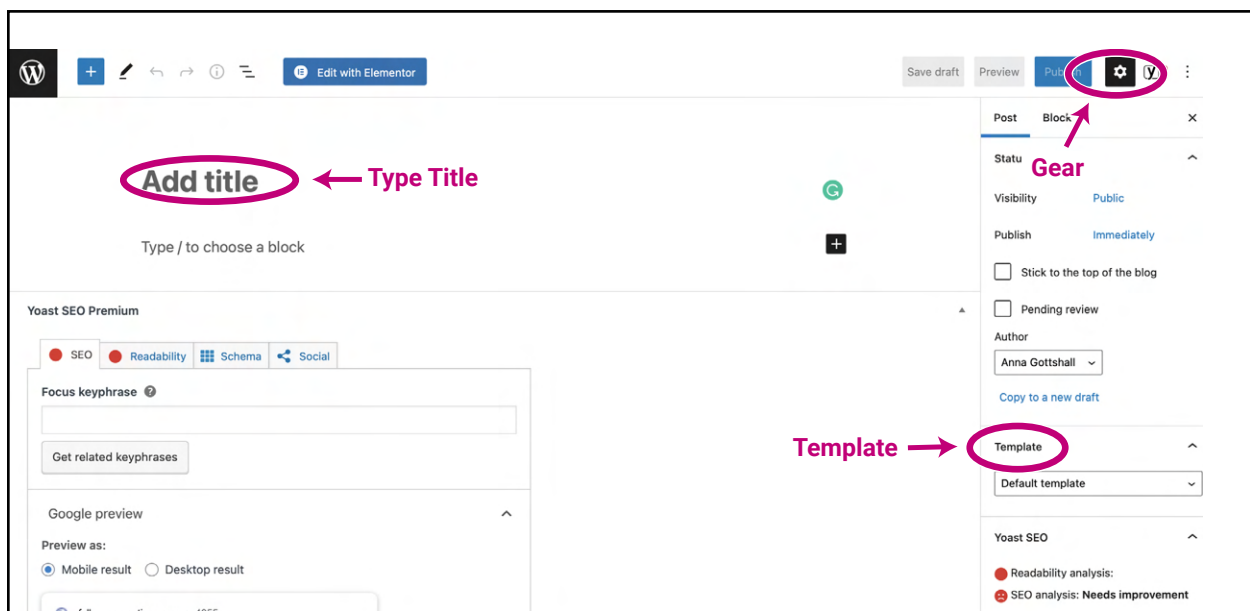 Edit with Elementor
Save draft
Preview
Post
Block
Add title
Type Title
Gear
Statu
Visibility
Public
Type / to choose a block
Publish
Immediately
Stick to the top of the blog
Yoast SEO Premium
Pending review
Author
SEO
Readability
Schema
Social
Anna Gottshall
Focus keyphrase
Copy to a new draft
Template
Template
Get related keyphrases
Default template
Google preview
Yoast SEO
Preview as:
Mobile result
Desktop result
Readability analysis:
SEO analysis: Needs improvement